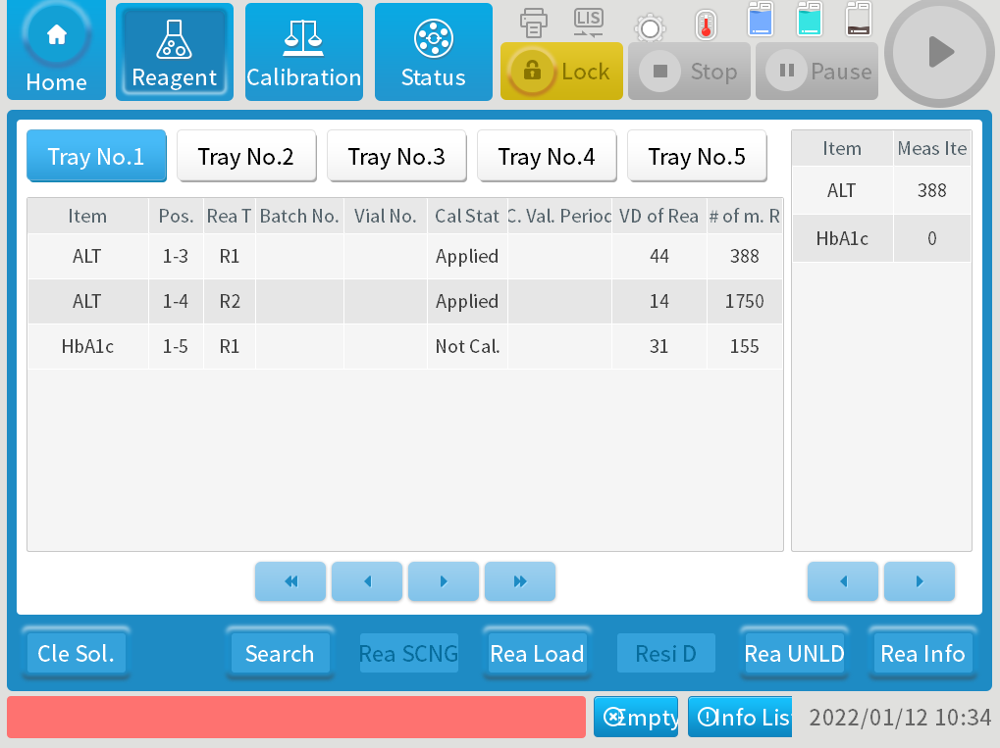 LIS
Home Reagent Calibration Status Lock Stop Pause
Tray No.1 Tray No.2 Tray No.3 Tray No.4 Tray No.5
Item Meas Ite
ALT 388
HbA1c 0
Item Pos. Rea T Batch No. Vial No. Cal Stat C. Val. Period VD of Rea # of m. R
ALT 1-3 R1 Applied 44 388
ALT 1-4 R2 Applied 14 1750
HbA1c 1-5 R1 Not Cal. 31 155
Cle Sol. Search Rea SCNG Rea Load Resi D Rea UNLD Rea Info
Empty Info Lis 2022/01/12 10:34